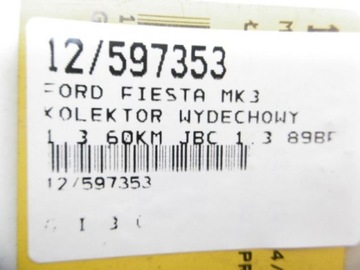 12/597353
FORD FIESTA MK3
KOLEKTOR WYDECHOWY
1.3 60KM JBC 1.3 89BF
12/597353